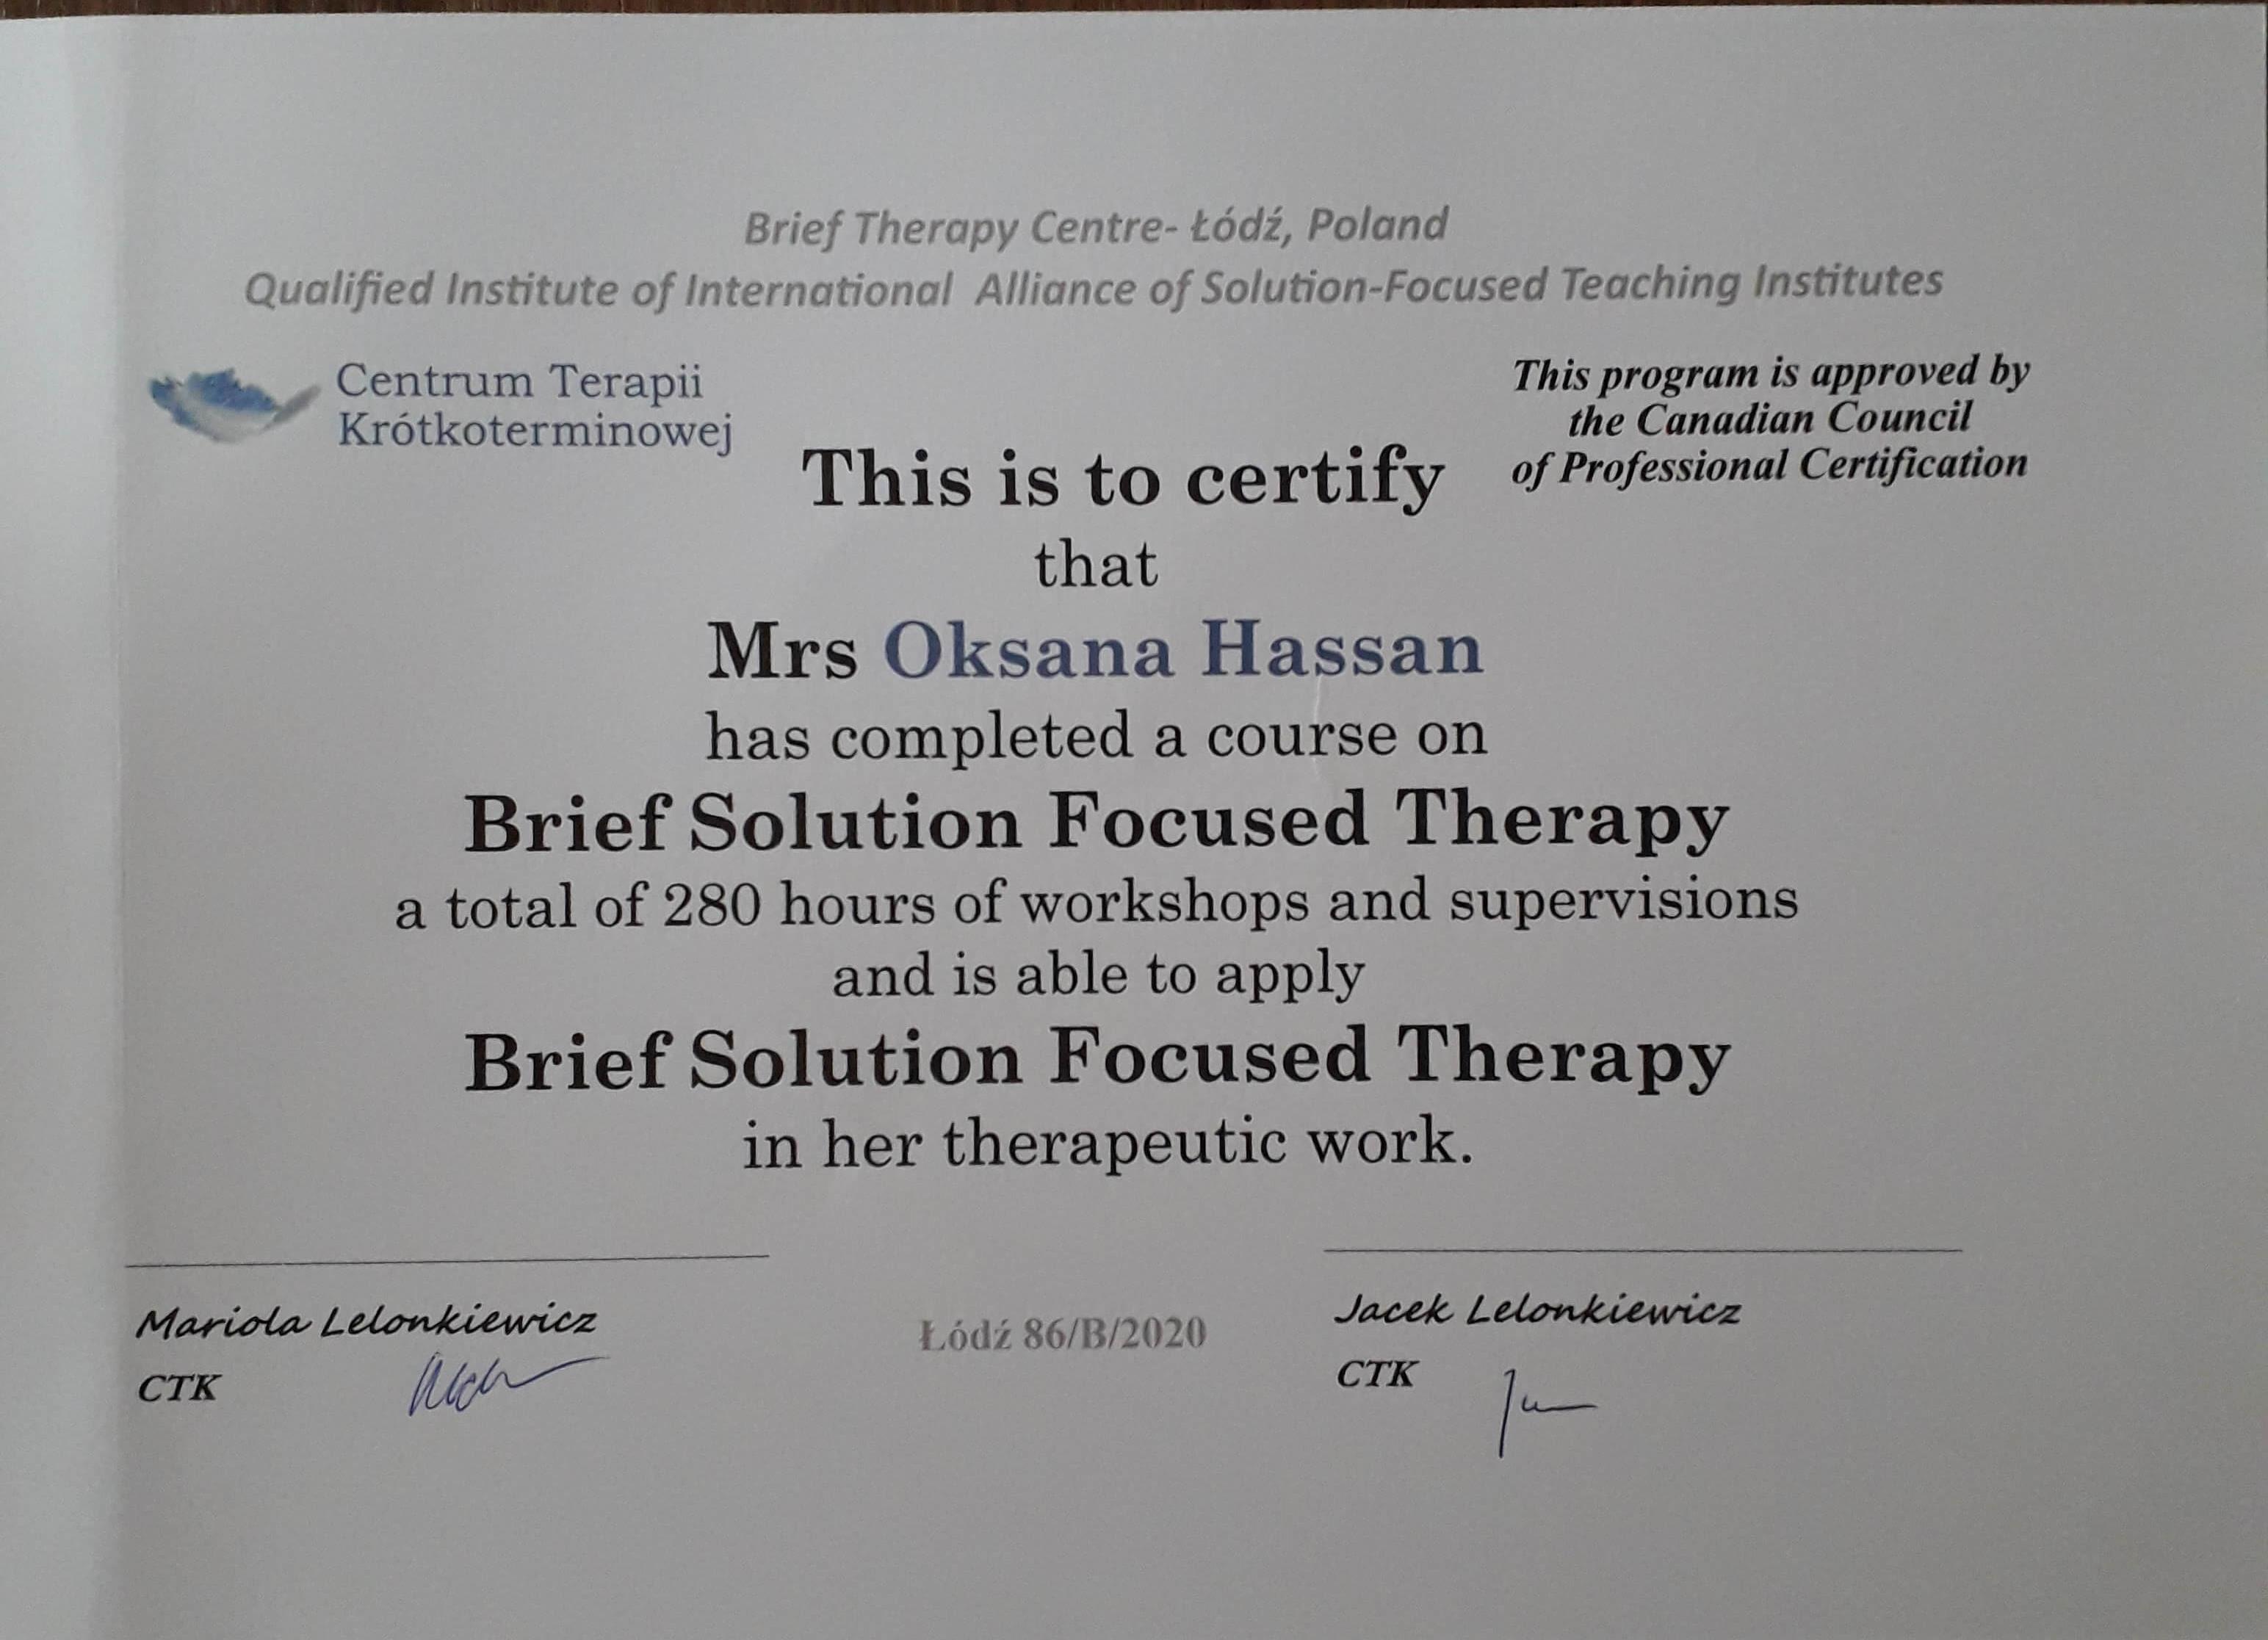 Brief Therapy Centre- Łódź, Poland
Qualified Institute of International Alliance of Solution-Focused Teaching Institutes
Centrum Terapii
Krótkoterminowej
This program is approved by
the Canadian Council
of Professional Certification
This is to certify
that
Mrs Oksana Hassan
has completed a course on
Brief Solution Focused Therapy
a total of 280 hours of workshops and supervisions
and is able to apply
Brief Solution Focused Therapy
in her therapeutic work.
Mariola Lelonkiewicz
CTK
Łódź 86/B/2020
Jacek Lelonkiewicz
CTK